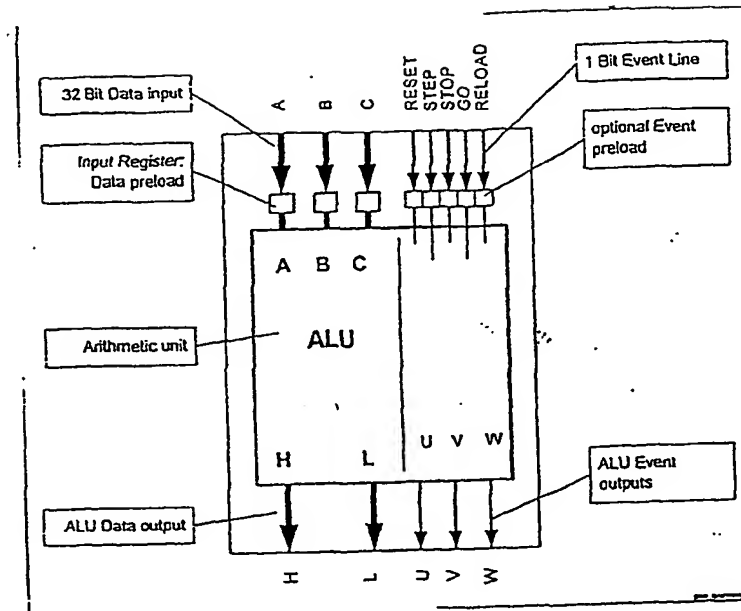 32 Bit Data input
A
B
C
RESET
STEP
STOP
GO
RELOAD
1 Bit Event Line
optional Event
preload
Input Register:
Data preload
A B C
Arithmetic unit
ALU
H L U V W
ALU Data output
ALU Event
outputs
H
L
U
V
W